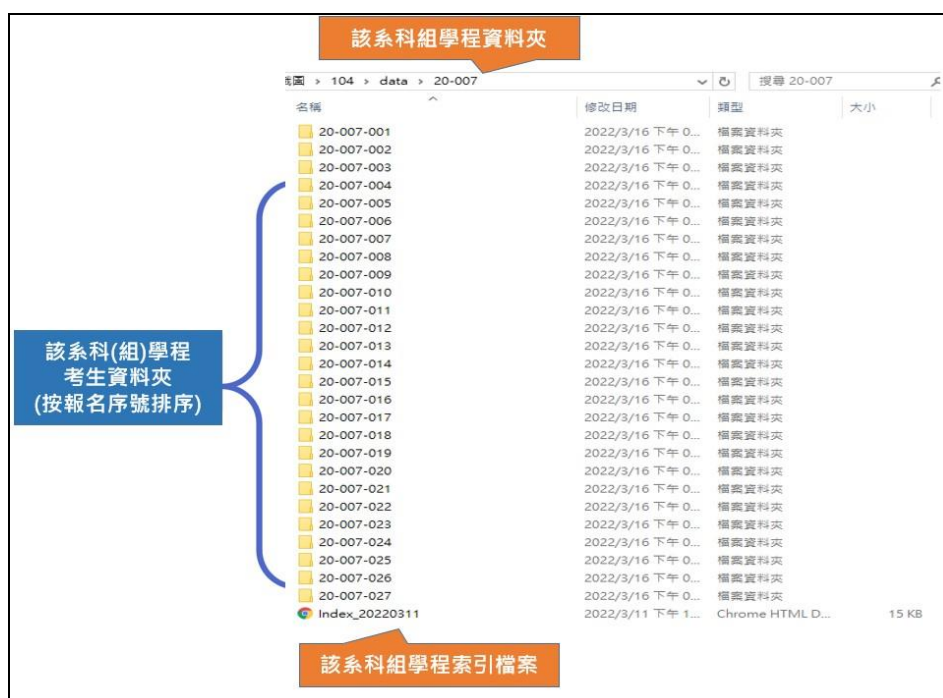 該系科組學程資料夾
 > 104 > data > 20-007
搜尋 20-007
名稱 修改日期 類型 大小
20-007-001 2022/3/16 下午 0... 檔案資料夾
20-007-002 2022/3/16 下午 0... 檔案資料夾
20-007-003 2022/3/16 下午 0... 檔案資料夾
20-007-004 2022/3/16 下午 0... 檔案資料夾
20-007-005 2022/3/16 下午 0... 檔案資料夾
20-007-006 2022/3/16 下午 0... 檔案資料夾
20-007-007 2022/3/16 下午 0... 檔案資料夾
20-007-008 2022/3/16 下午 0... 檔案資料夾
20-007-009 2022/3/16 下午 0... 檔案資料夾
20-007-010 2022/3/16 下午 0... 檔案資料夾
20-007-011 2022/3/16 下午 0... 檔案資料夾
20-007-012 2022/3/16 下午 0... 檔案資料夾
20-007-013 2022/3/16 下午 0... 檔案資料夾
20-007-014 2022/3/16 下午 0... 檔案資料夾
20-007-015 2022/3/16 下午 0... 檔案資料夾
20-007-016 2022/3/16 下午 0... 檔案資料夾
20-007-017 2022/3/16 下午 0... 檔案資料夾
20-007-018 2022/3/16 下午 0... 檔案資料夾
20-007-019 2022/3/16 下午 0... 檔案資料夾
20-007-020 2022/3/16 下午 0... 檔案資料夾
20-007-021 2022/3/16 下午 0... 檔案資料夾
20-007-022 2022/3/16 下午 0... 檔案資料夾
20-007-023 2022/3/16 下午 0... 檔案資料夾
20-007-024 2022/3/16 下午 0... 檔案資料夾
20-007-025 2022/3/16 下午 0... 檔案資料夾
20-007-026 2022/3/16 下午 0... 檔案資料夾
20-007-027 2022/3/16 下午 0... 檔案資料夾
Index_20220311 2022/3/11 下午 1... Chrome HTML D... 15 KB
該系科(組)學程
考生資料夾
(按報名序號排序)
該系科組學程索引檔案